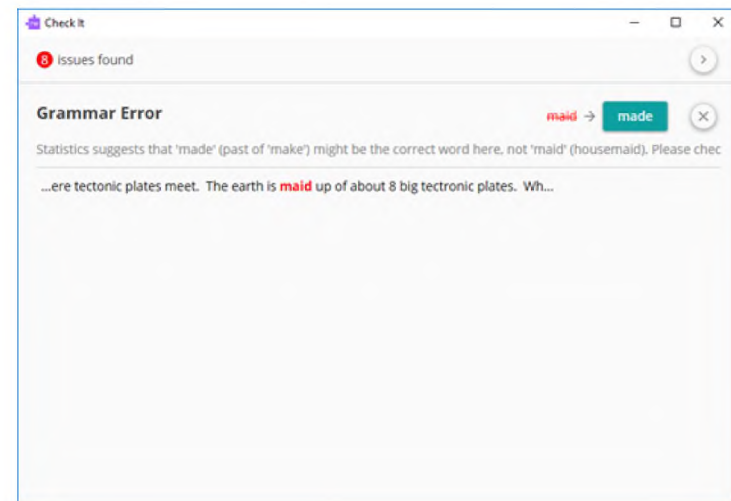 Check It
8 issues found
Grammar Error
maid → made
Statistics suggests that 'made' (past of 'make') might be the correct word here, not 'maid' (housemaid). Please chec
...ere tectonic plates meet. The earth is maid up of about 8 big tectronic plates. Wh...